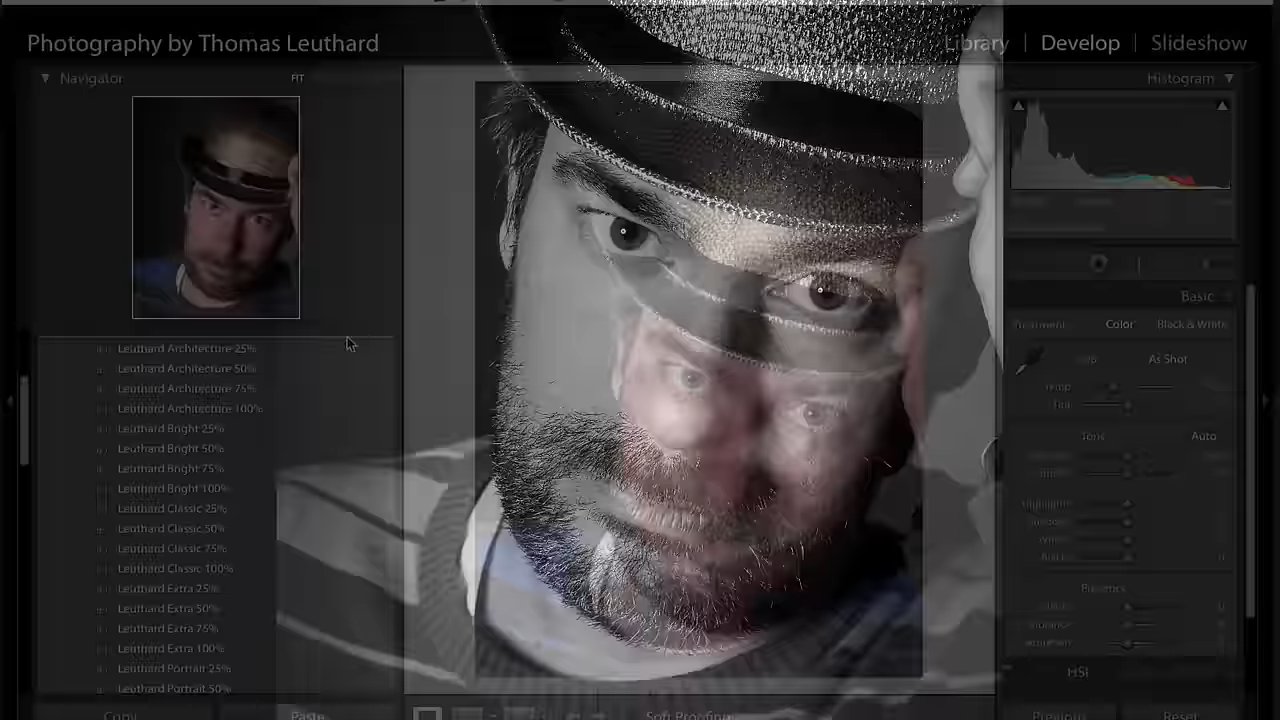 Photography by Thomas Leuthard
Library | Develop | Slideshow
Navigator
FIT
Histogram
Leuthard Architecture 25%
Leuthard Architecture 50%
Leuthard Architecture 75%
Leuthard Architecture 100%
Leuthard Bright 25%
Leuthard Bright 50%
Leuthard Bright 75%
Leuthard Bright 100%
Leuthard Classic 25%
Leuthard Classic 50%
Leuthard Classic 75%
Leuthard Classic 100%
Leuthard Extra 25%
Leuthard Extra 50%
Leuthard Extra 75%
Leuthard Extra 100%
Leuthard Portrait 25%
Leuthard Portrait 50%
Basic
Treatment: Color Black & White
As Shot
Temp
Tint
Tone Auto
Highlights
Presence
HSL
Copy
Paste
Soft Proofing
Previous
Reset